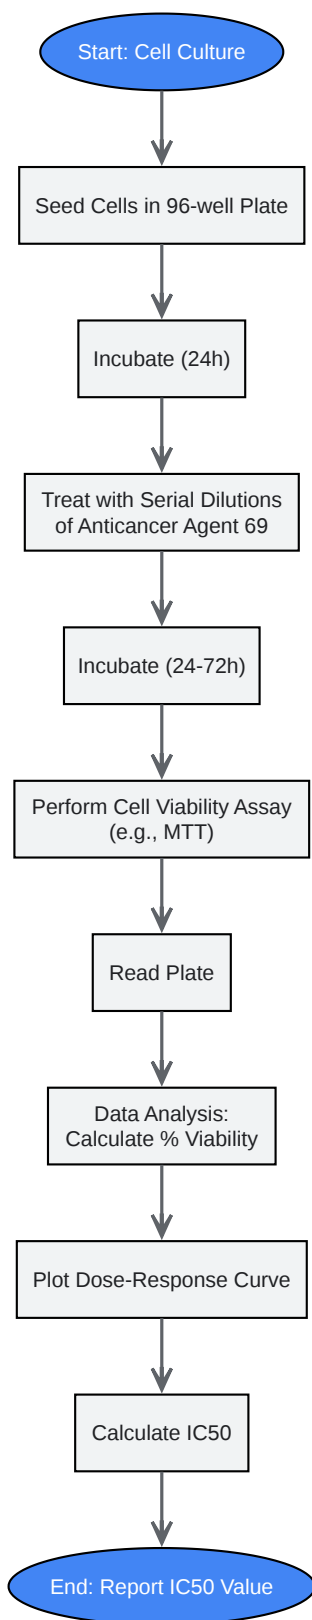 Start: Cell Culture
Seed Cells in 96-well Plate
Incubate (24h)
Treat with Serial Dilutions
of Anticancer Agent 69
Incubate (24-72h)
Perform Cell Viability Assay
(e.g., MTT)
Read Plate
Data Analysis:
Calculate % Viability
Plot Dose-Response Curve
Calculate IC50
End: Report IC50 Value